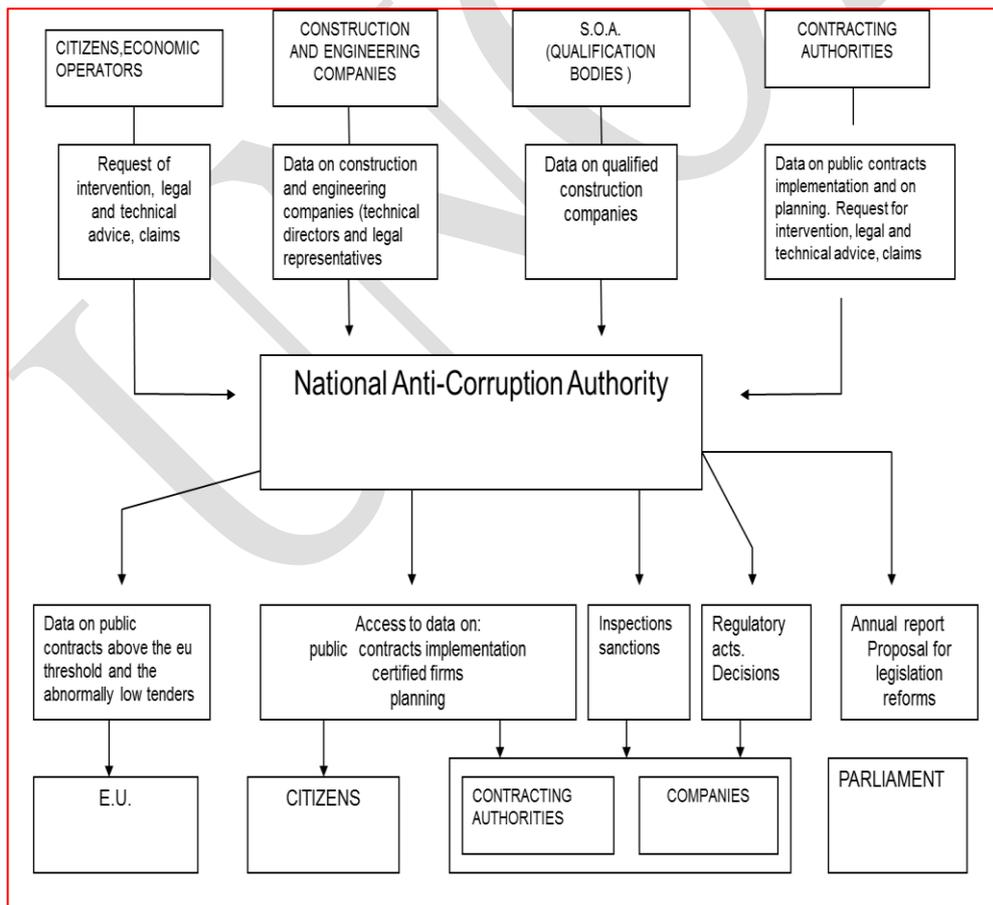 CITIZENS,ECONOMIC
OPERATORS
CONSTRUCTION
AND ENGINEERING
COMPANIES
S.O.A.
(QUALIFICATION
BODIES )
CONTRACTING
AUTHORITIES
Request of
intervention, legal
and technical
advice, claims
Data on construction
and engineering
companies (technical
directors and legal
representatives
Data on qualified
construction
companies
Data on public contracts
implementation and on
planning. Request for
intervention, legal and
technical advice, claims
National Anti-Corruption Authority
Data on public
contracts above the eu
threshold and the
abnormally low tenders
Access to data on:
public contracts implementation
certified firms
planning
Inspections
sanctions
Regulatory
acts.
Decisions
Annual report
Proposal for
legislation
reforms
E.U.
CITIZENS
CONTRACTING
AUTHORITIES
COMPANIES
PARLIAMENT